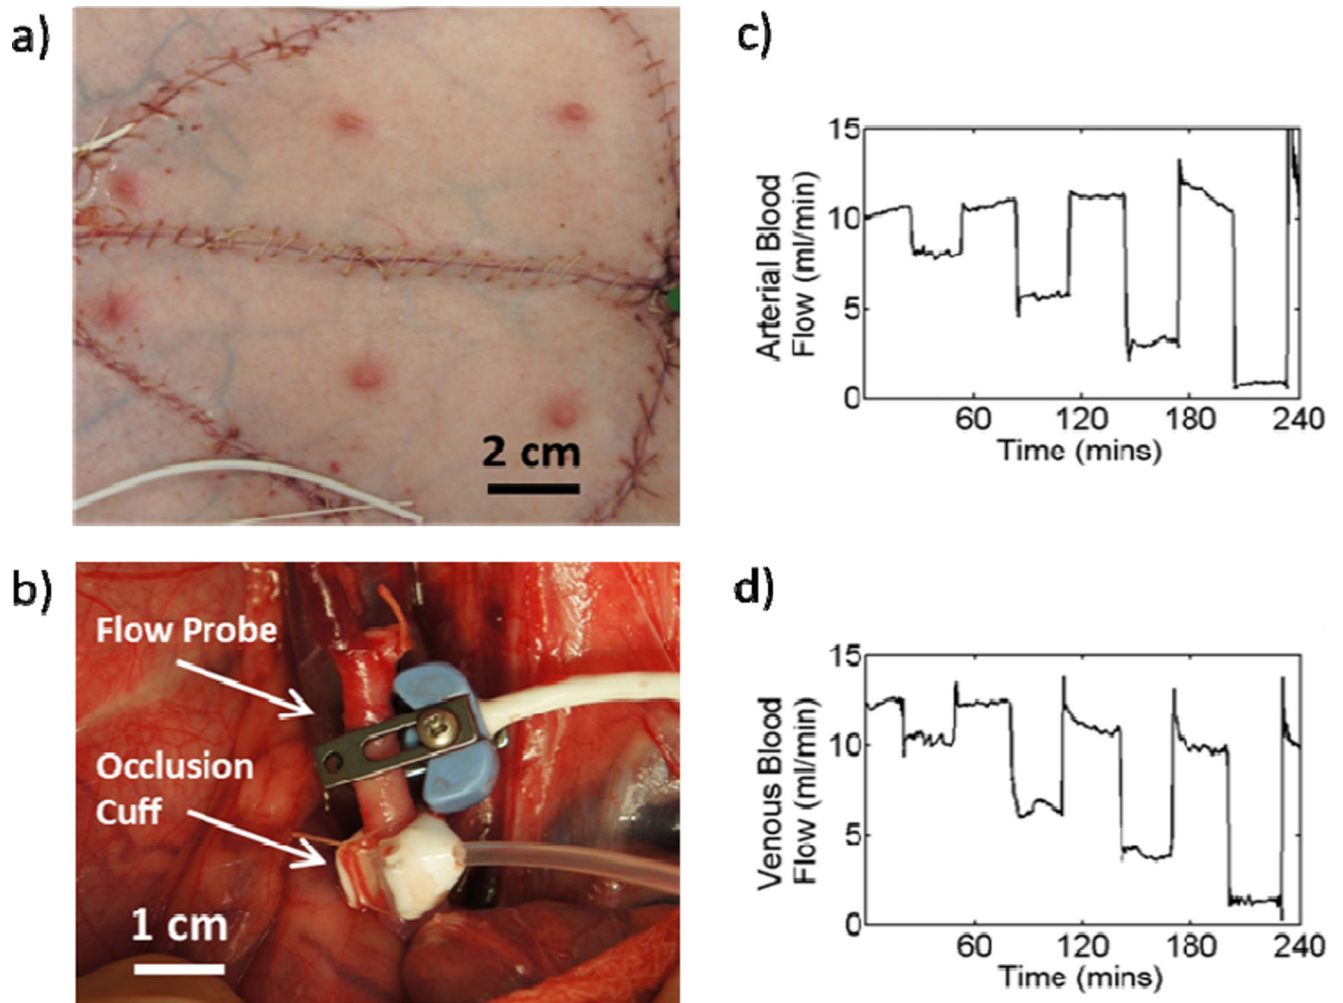 a)
2 cm
b)
Flow Probe
Occlusion
Cuff
1 cm
c)
15
10
5
0
60 120 180 240
Time (mins)
Arterial Blood
Flow (ml/min)
d)
15
10
5
0
60 120 180 240
Time (mins)
Venous Blood
Flow (ml/min)